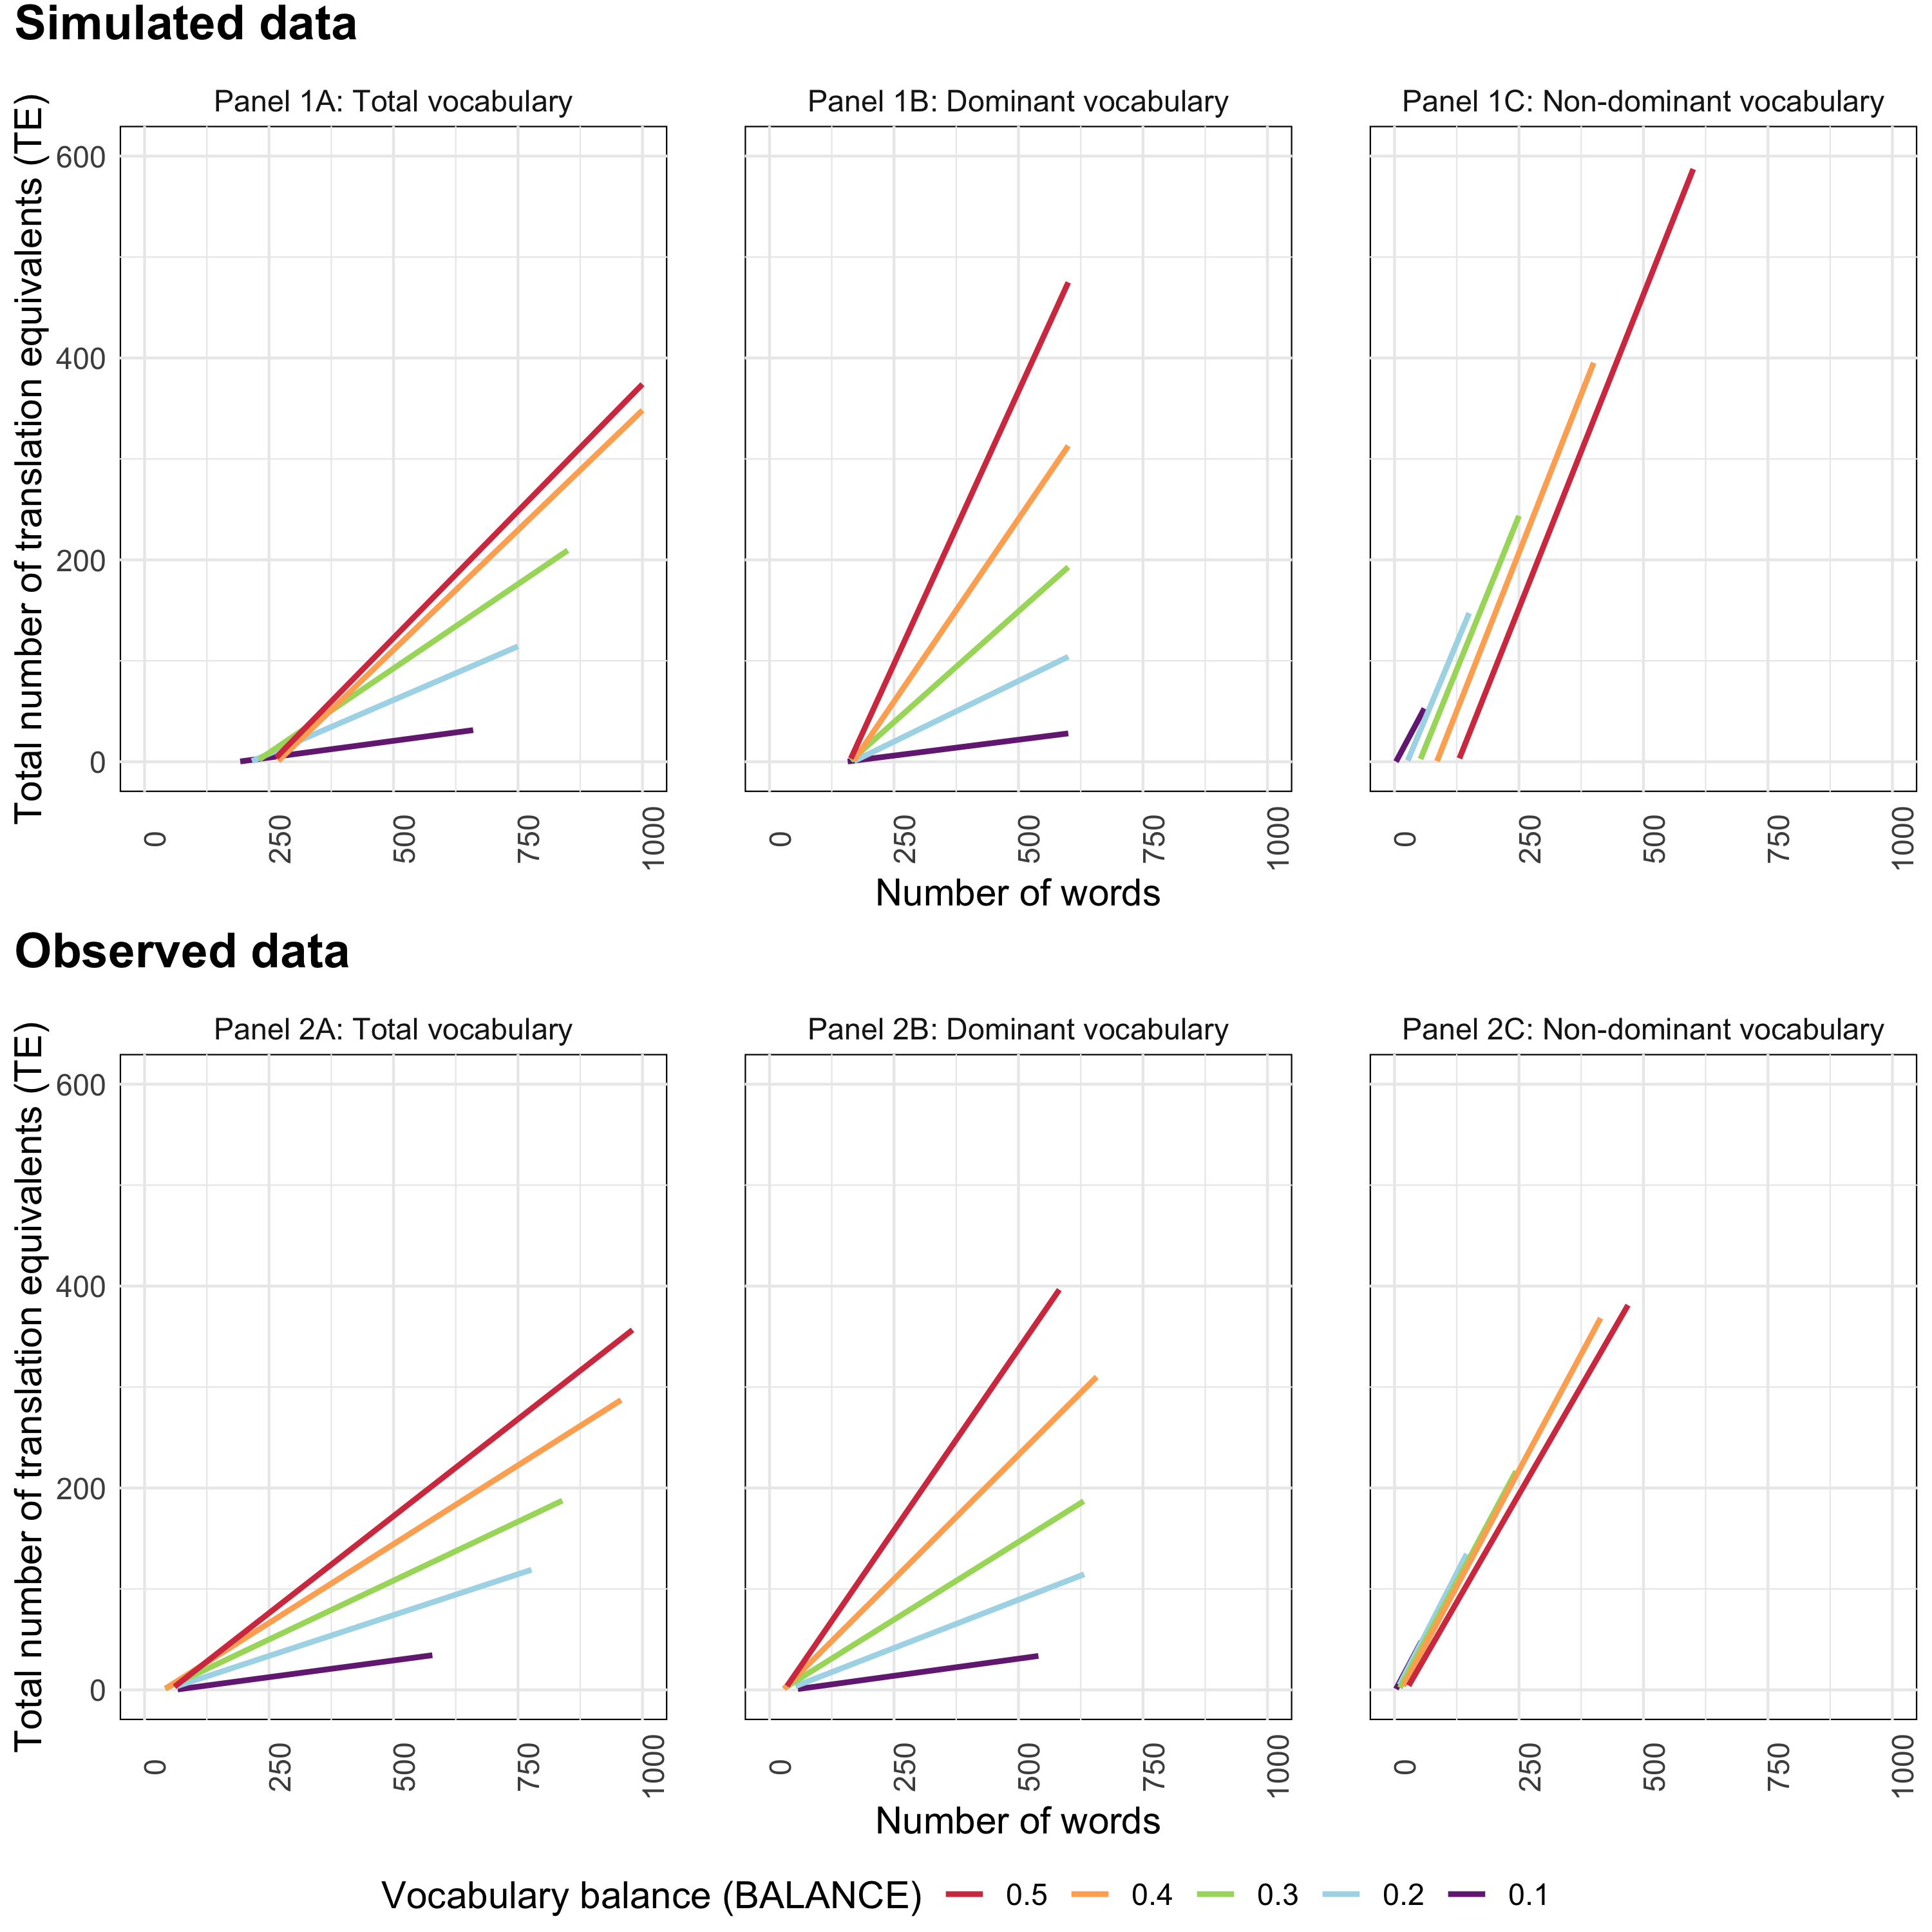 Simulated data
Panel 1A: Total vocabulary
Panel 1B: Dominant vocabulary
Panel 1C: Non-dominant vocabulary
Total number of translation equivalents (TE)
600
400
200
0
0 250 500 750 1000
0 250 500 750 1000
0 250 500 750 1000
Number of words
Observed data
Panel 2A: Total vocabulary
Panel 2B: Dominant vocabulary
Panel 2C: Non-dominant vocabulary
Total number of translation equivalents (TE)
600
400
200
0
0 250 500 750 1000
0 250 500 750 1000
0 250 500 750 1000
Number of words
Vocabulary balance (BALANCE) 0.5 0.4 0.3 0.2 0.1